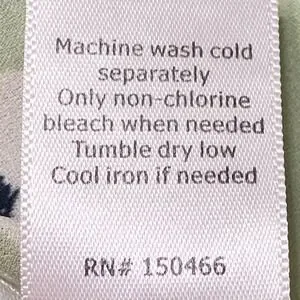 Machine wash cold
separately
Only non-chlorine
bleach when needed
Tumble dry low
Cool iron if needed
RN# 150466